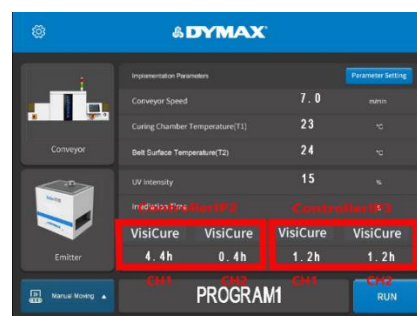 DYMAX
Implementation Parameters
Parameter Setting
Conveyor Speed 7.0 m/min
Curing Chamber Temperature(T1) 23 °C
Belt Surface Temperature(T2) 24 °C
UV Intensity 15 %
Irradiation Time
ControllerIP2
VisiCure VisiCure VisiCure VisiCure
4.4h 0.4h 1.2h 1.2h
CH1 CH2 CH1 CH2
Conveyor
Emitter
Manual Moving
PROGRAM1
RUN